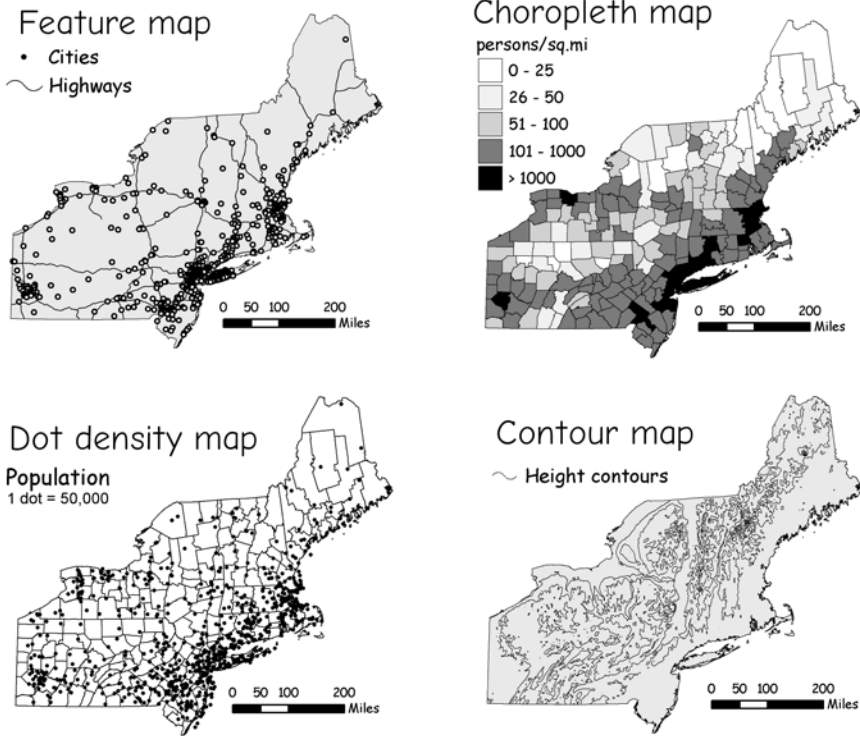 Feature map
Cities
Highways
0 50 100 200
Miles
Choropleth map
persons/sq.mi
0 - 25
26 - 50
51 - 100
101 - 1000
> 1000
0 50 100 200
Miles
Dot density map
Population
1 dot = 50,000
0 50 100 200
Miles
Contour map
Height contours
0 50 100 200
Miles